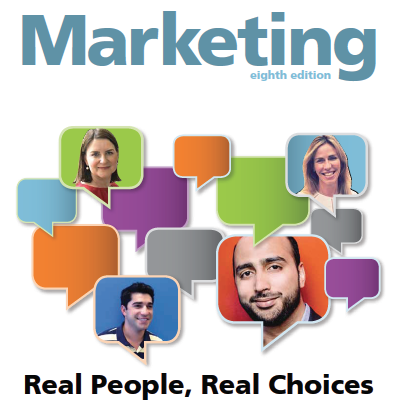 Marketing
eighth edition
Real People, Real Choices